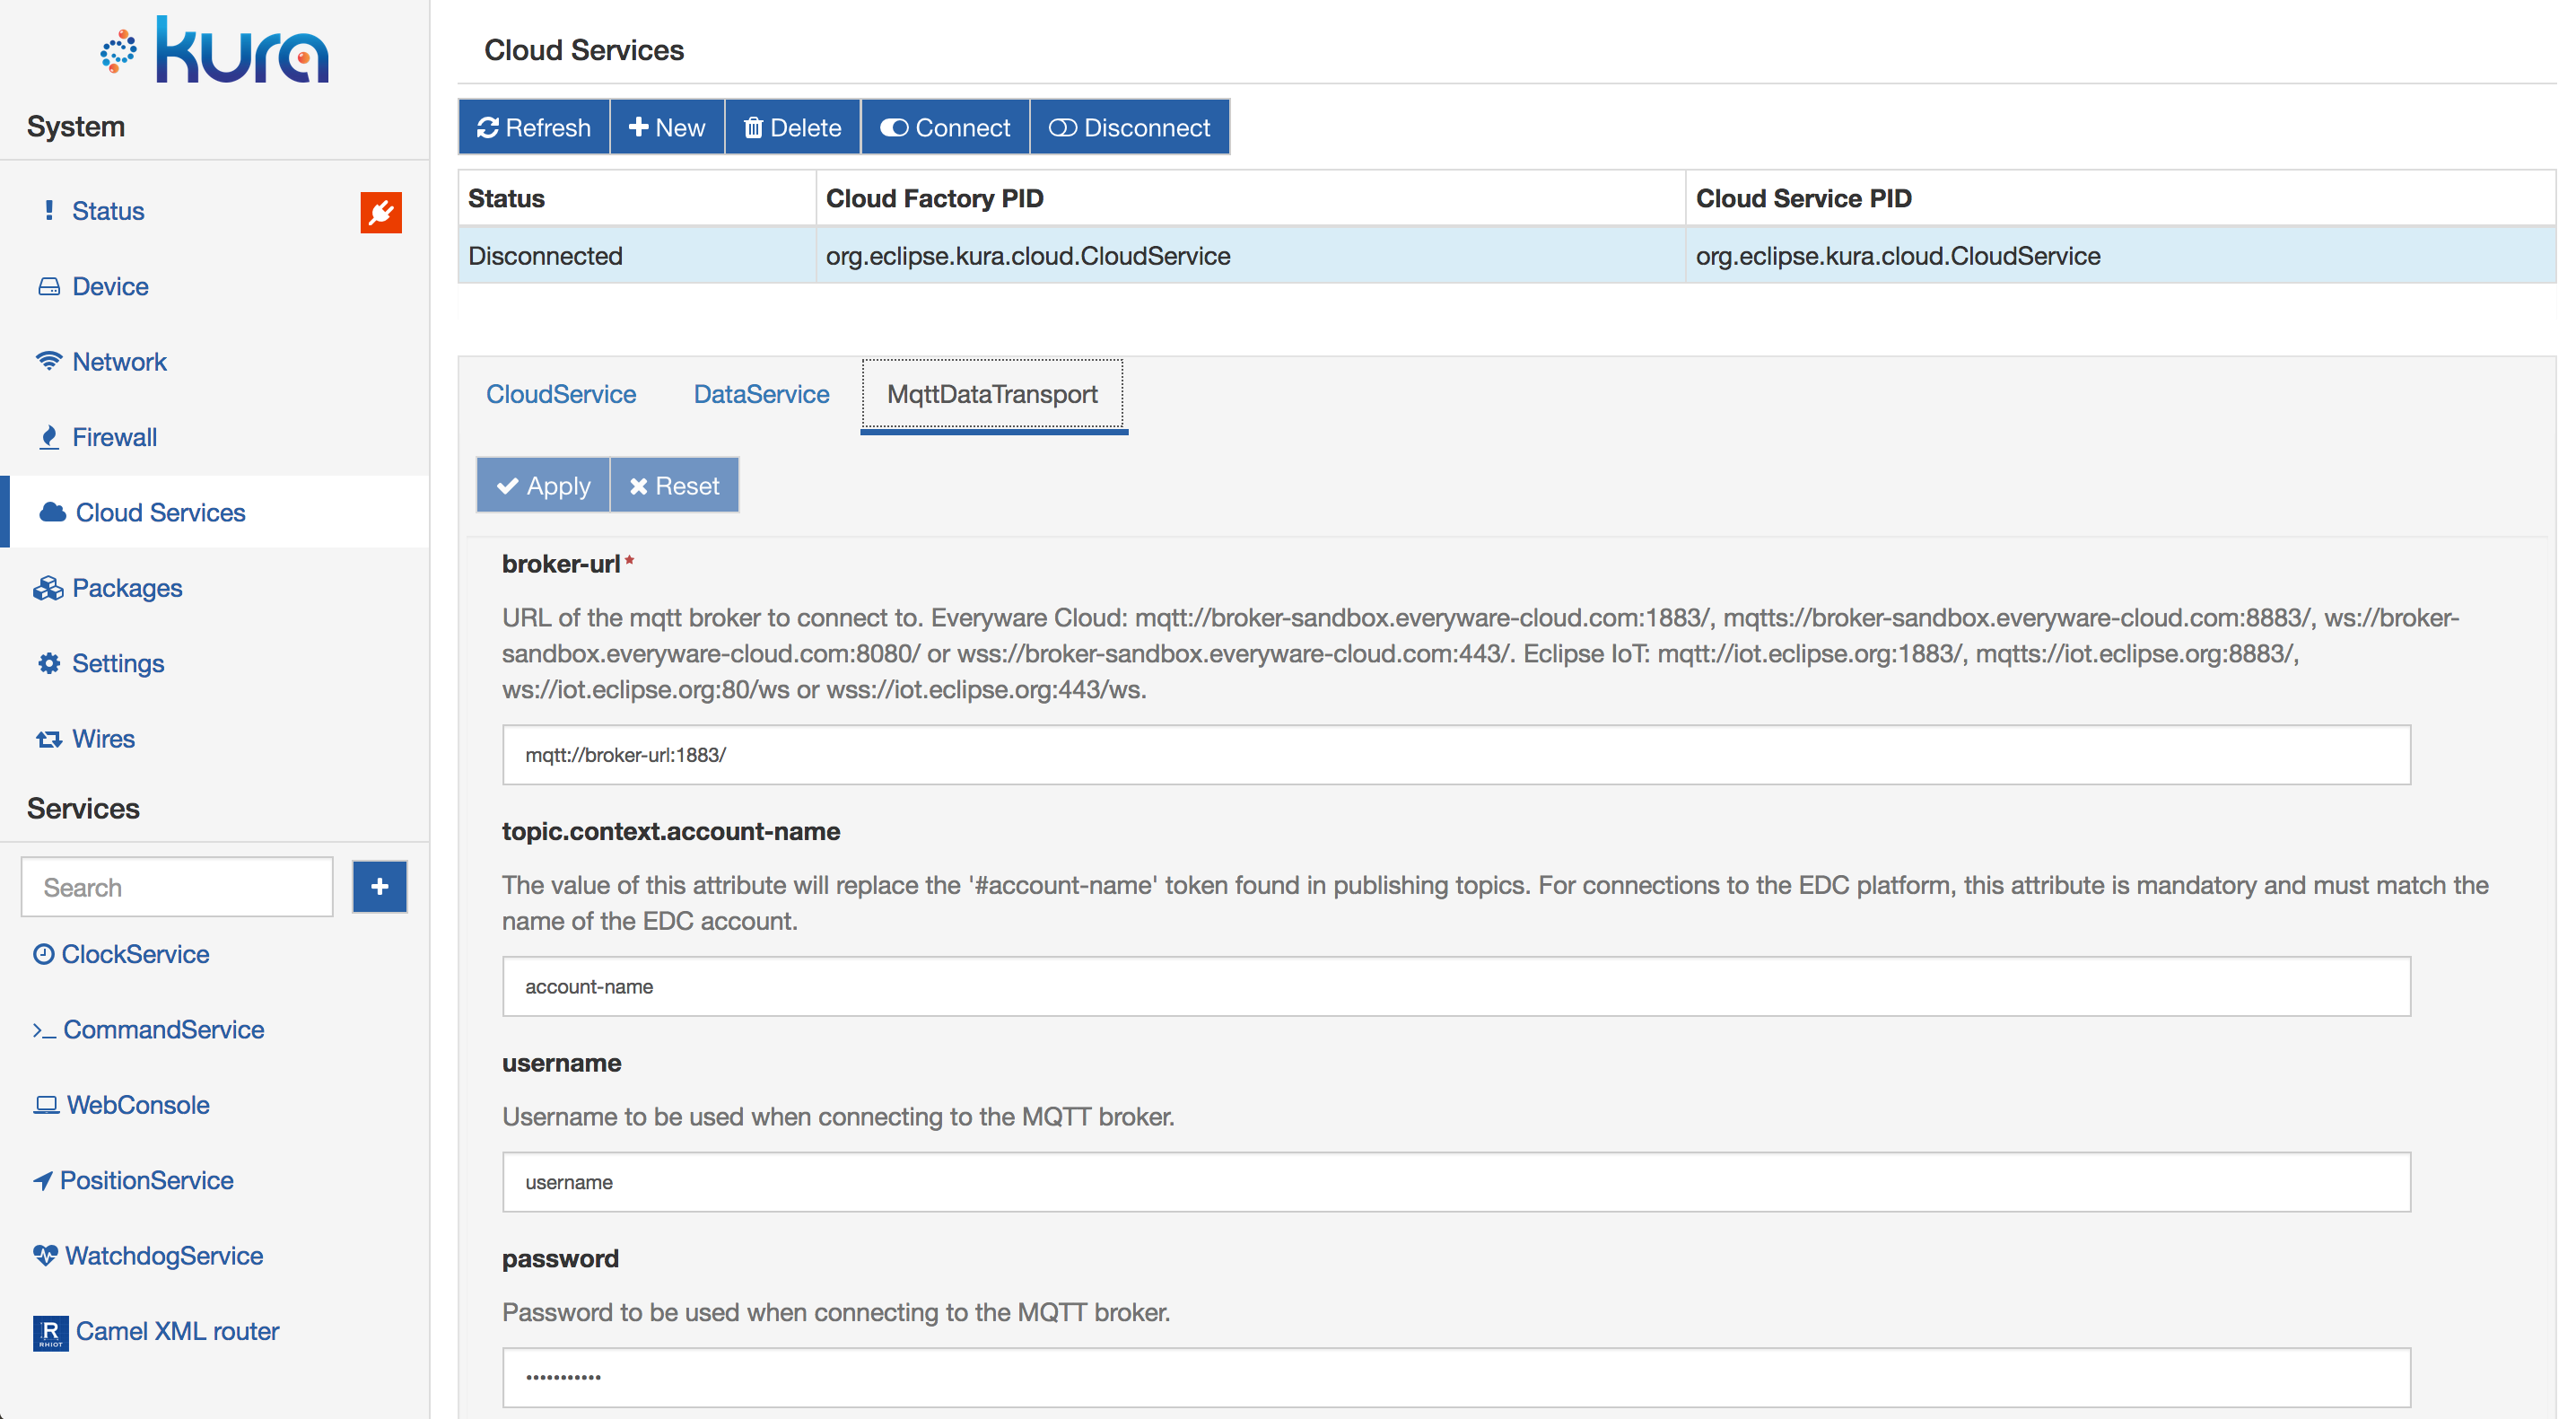 kura
System
Status
Device
Network
Firewall
Cloud Services
Packages
Settings
Wires
Services
Search
ClockService
CommandService
WebConsole
PositionService
WatchdogService
R
RHIOT
Camel XML router
Cloud Services
Refresh
New
Delete
Connect
Disconnect
Status Cloud Factory PID Cloud Service PID
Disconnected org.eclipse.kura.cloud.CloudService org.eclipse.kura.cloud.CloudService
CloudService DataService MqttDataTransport
Apply
Reset
broker-url*
URL of the mqtt broker to connect to. Everyware Cloud: mqtt://broker-sandbox.everyware-cloud.com:1883/, mqtts://broker-sandbox.everyware-cloud.com:8883/, ws://broker-
sandbox.everyware-cloud.com:8080/ or wss://broker-sandbox.everyware-cloud.com:443/. Eclipse IoT: mqtt://iot.eclipse.org:1883/, mqtts://iot.eclipse.org:8883/,
ws://iot.eclipse.org:80/ws or wss://iot.eclipse.org:443/ws.
mqtt://broker-url:1883/
topic.context.account-name
The value of this attribute will replace the '#account-name' token found in publishing topics. For connections to the EDC platform, this attribute is mandatory and must match the
name of the EDC account.
account-name
username
Username to be used when connecting to the MQTT broker.
username
password
Password to be used when connecting to the MQTT broker.
•••••••••••